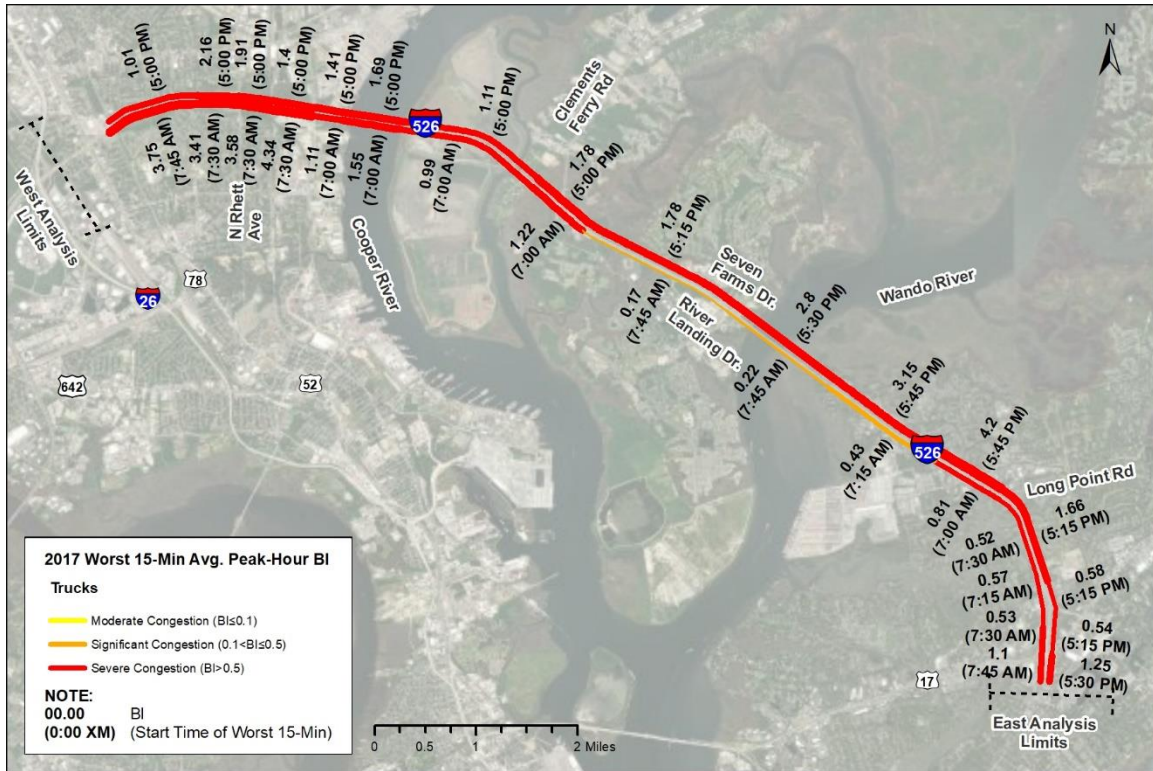 1.01
(5:00 PM)
2.16
(5:00 PM)
1.91
(5:00 PM)
1.4
(5:00 PM)
1.41
(5:00 PM)
1.69
(5:00 PM)
1.11
(5:00 PM)
Clements
Ferry Rd
N
526
3.75
(7:45 AM)
3.41
(7:30 AM)
3.58
(7:30 AM)
4.34
(7:30 AM)
1.11
(7:00 AM)
1.55
(7:00 AM)
0.99
(7:00 AM)
1.78
(5:00 PM)
West Analysis
Limits
N Rhett
Ave
Cooper River
1.22
(7:00 AM)
1.78
(5:15 PM)
Seven
Farms Dr.
Wando River
78
26
0.17
(7:45 AM)
River
Landing Dr.
2.8
(5:30 PM)
642
52
0.22
(7:45 AM)
3.15
(5:45 PM)
526
4.2
(5:45 PM)
0.43
(7:15 AM)
Long Point Rd
0.81
(7:00 AM)
1.66
(5:15 PM)
0.52
(7:30 AM)
0.57
(7:15 AM)
0.58
(5:15 PM)
0.53
(7:30 AM)
0.54
(5:15 PM)
1.1
(7:45 AM)
1.25
(5:30 PM)
17
East Analysis
Limits
2017 Worst 15-Min Avg. Peak-Hour BI
Trucks
Moderate Congestion (BI≤0.1)
Significant Congestion (0.1<BI≤0.5)
Severe Congestion (BI>0.5)
NOTE:
00.00 BI
(0:00 XM) (Start Time of Worst 15-Min)
0 0.5 1 2 Miles